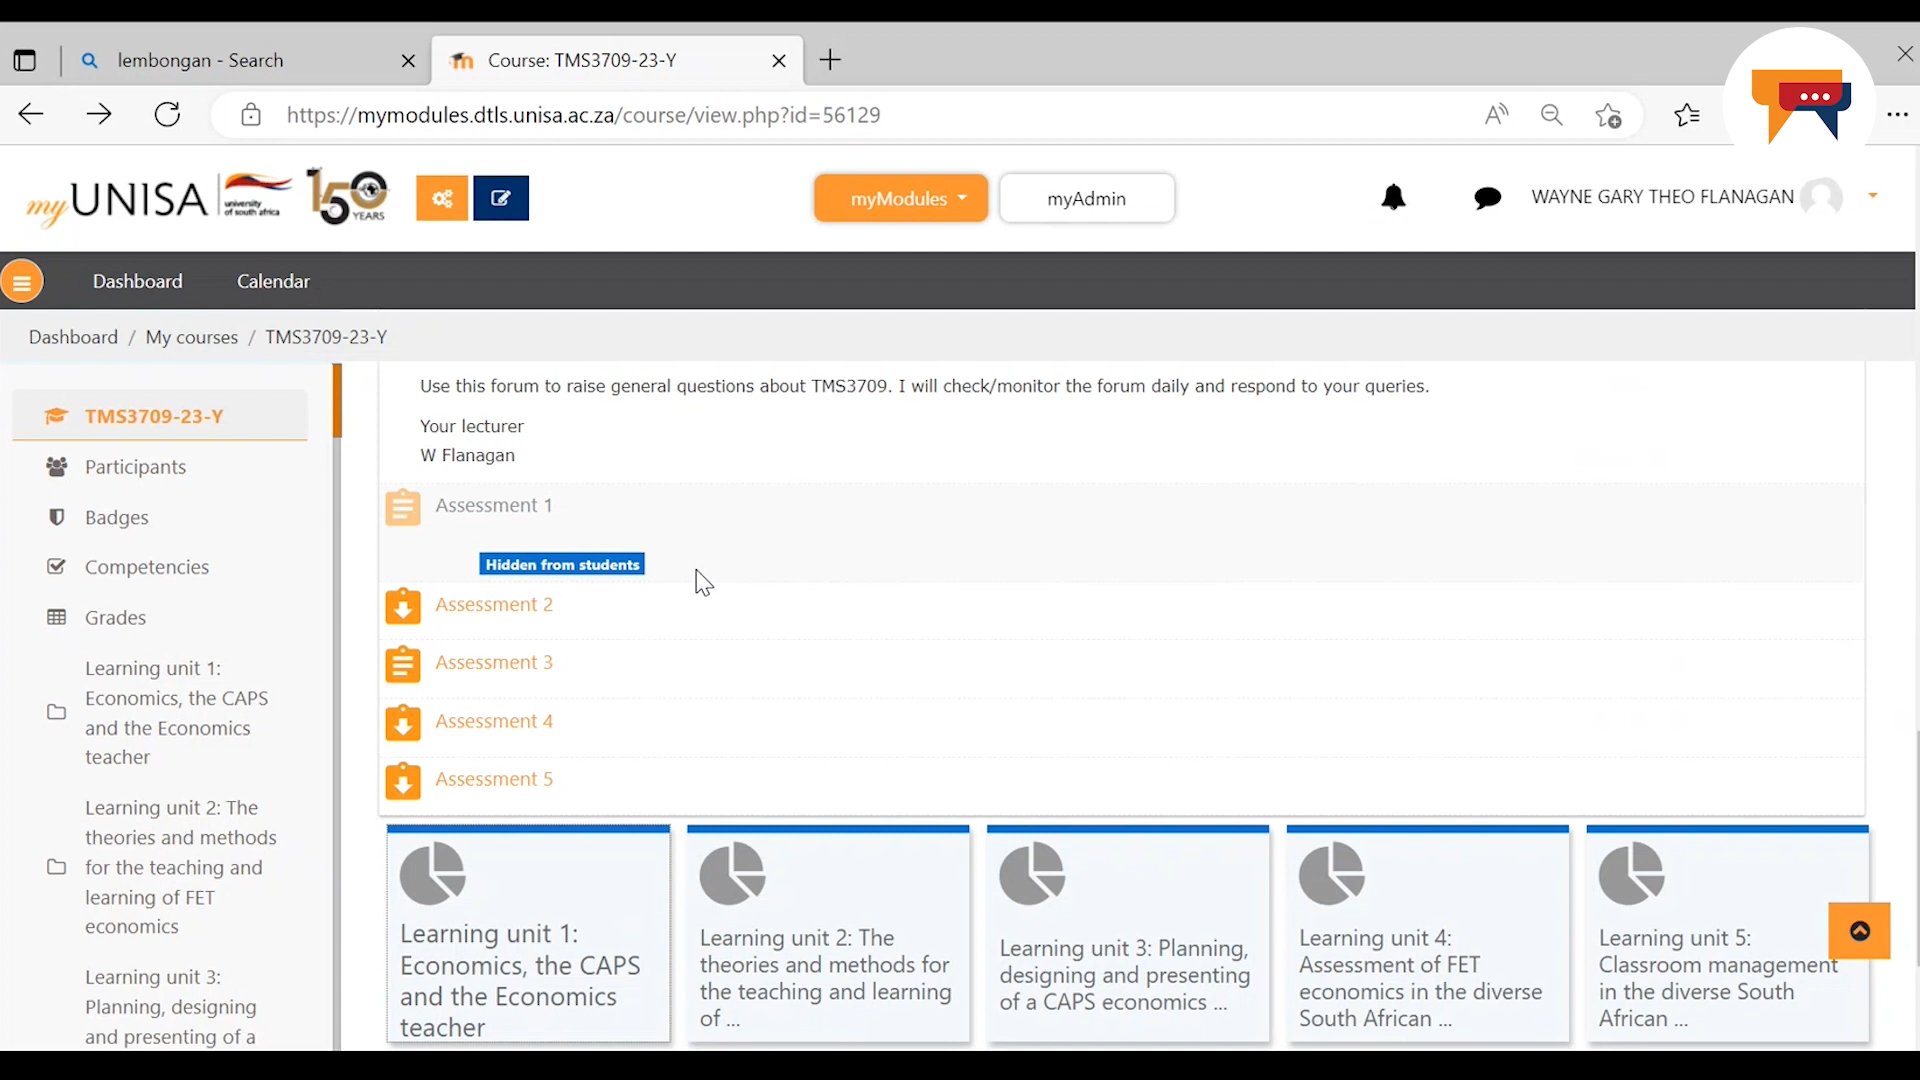 lembongan - Search
Course: TMS3709-23-Y
https://mymodules.dtls.unisa.ac.za/course/view.php?id=56129
myUNISA
university of south africa
150 YEARS
myModules
myAdmin
WAYNE GARY THEO FLANAGAN
Dashboard
Calendar
Dashboard / My courses / TMS3709-23-Y
TMS3709-23-Y
Participants
Badges
Competencies
Grades
Learning unit 1:
Economics, the CAPS
and the Economics
teacher
Learning unit 2: The
theories and methods
for the teaching and
learning of FET
economics
Learning unit 3:
Planning, designing
and presenting of a
Use this forum to raise general questions about TMS3709. I will check/monitor the forum daily and respond to your queries.
Your lecturer
W Flanagan
Assessment 1
Hidden from students
Assessment 2
Assessment 3
Assessment 4
Assessment 5
Learning unit 1:
Economics, the CAPS
and the Economics
teacher
Learning unit 2: The
theories and methods for
the teaching and learning
of ...
Learning unit 3: Planning,
designing and presenting
of a CAPS economics ...
Learning unit 4:
Assessment of FET
economics in the diverse
South African ...
Learning unit 5:
Classroom management
in the diverse South
African ...